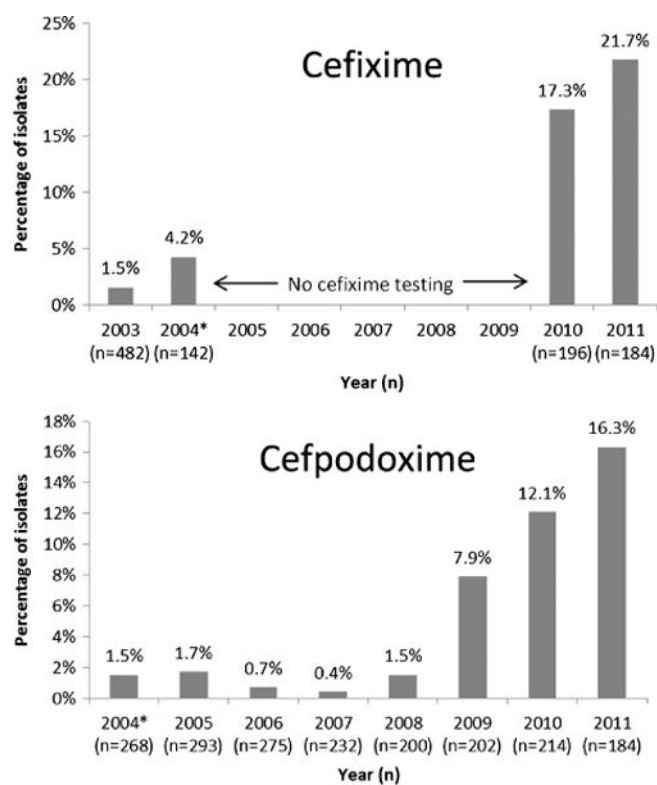 Cefixime
Percentage of isolates
25%
20%
15%
10%
5%
0%
1.5%
4.2%
17.3%
21.7%
No cefixime testing
2003 2004* 2005 2006 2007 2008 2009 2010 2011
(n=482) (n=142) (n=196) (n=184)
Year (n)
Cefpodoxime
Percentage of isolates
18%
16%
14%
12%
10%
8%
6%
4%
2%
0%
1.5%
1.7%
0.7%
0.4%
1.5%
7.9%
12.1%
16.3%
2004* 2005 2006 2007 2008 2009 2010 2011
(n=268) (n=293) (n=275) (n=232) (n=200) (n=202) (n=214) (n=184)
Year (n)